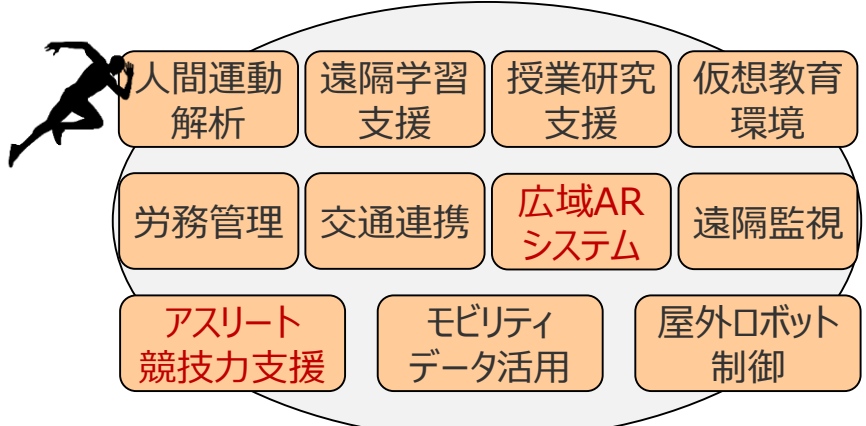 人間運動
解析
遠隔学習
支援
授業研究
支援
仮想教育
環境
労務管理
交通連携
広域AR
システム
遠隔監視
アスリート
競技力支援
モビリティ
データ活用
屋外ロボット
制御